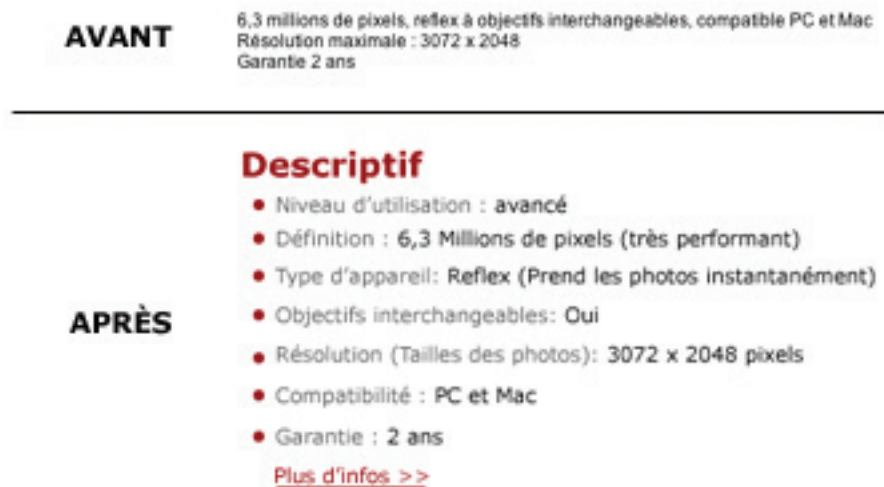 AVANT
6,3 millions de pixels, reflex à objectifs interchangeables, compatible PC et Mac
Résolution maximale : 3072 x 2048
Garantie 2 ans
APRÈS
Descriptif
Niveau d'utilisation : avancé
Définition : 6,3 Millions de pixels (très performant)
Type d'appareil: Reflex (Prend les photos instantanément)
Objectifs interchangeables: Oui
Résolution (Tailles des photos): 3072 x 2048 pixels
Compatibilité : PC et Mac
Garantie : 2 ans
Plus d'infos >>